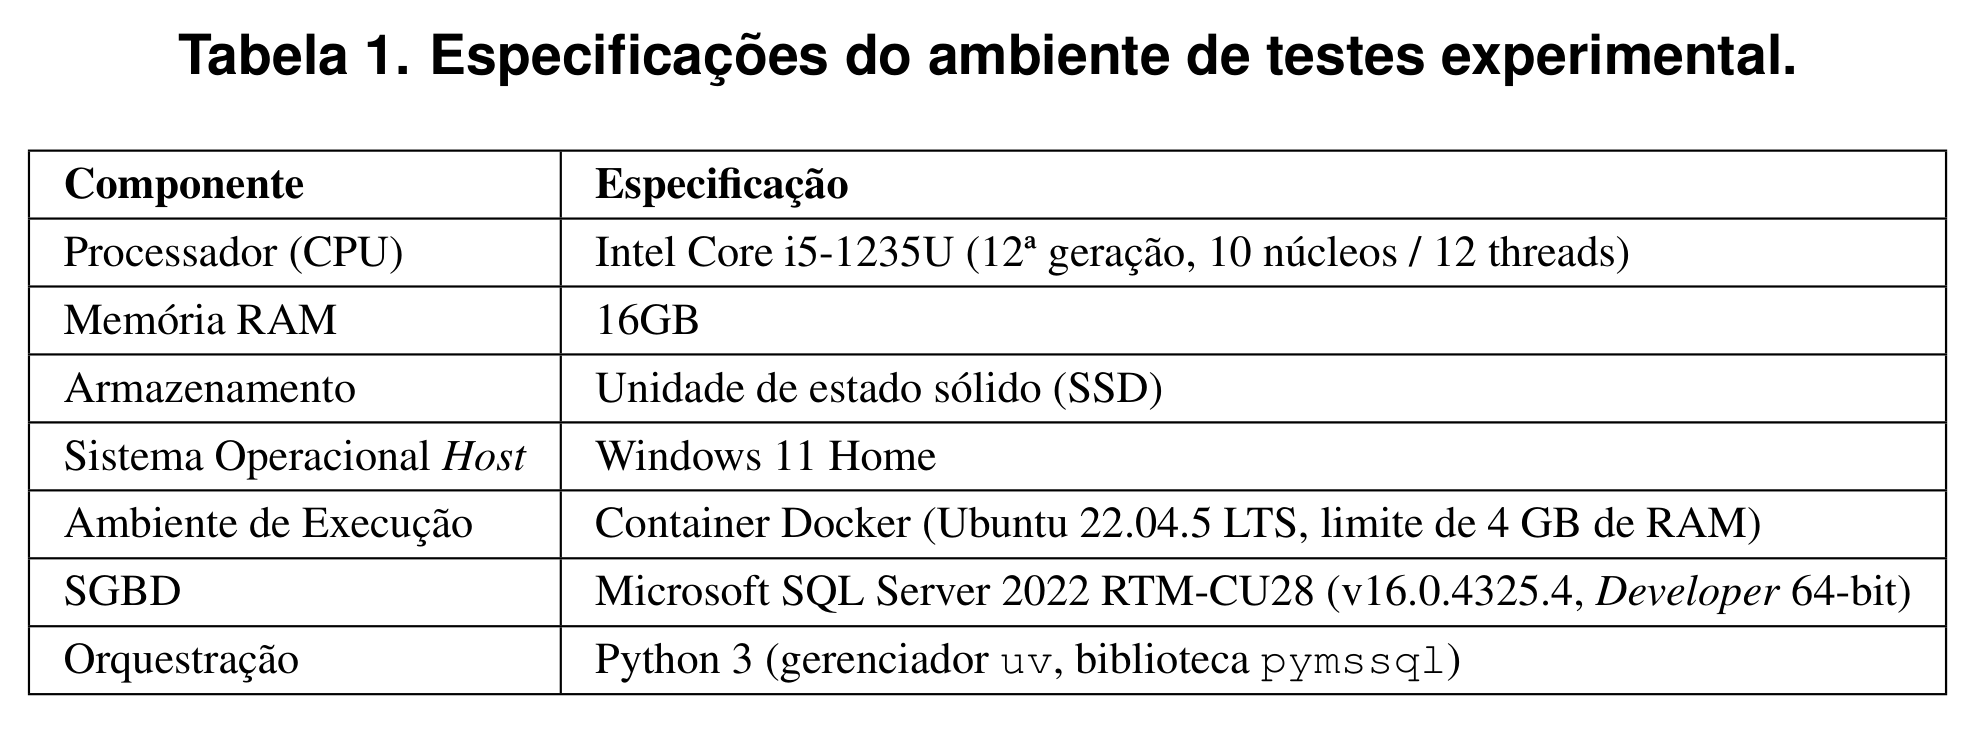 Tabela 1. Especificações do ambiente de testes experimental.
Componente Especificação
Processador (CPU) Intel Core i5-1235U (12ª geração, 10 núcleos / 12 threads)
Memória RAM 16GB
Armazenamento Unidade de estado sólido (SSD)
Sistema Operacional Host Windows 11 Home
Ambiente de Execução Container Docker (Ubuntu 22.04.5 LTS, limite de 4 GB de RAM)
SGBD Microsoft SQL Server 2022 RTM-CU28 (v16.0.4325.4, Developer 64-bit)
Orquestração Python 3 (gerenciador uv, biblioteca pymssql)